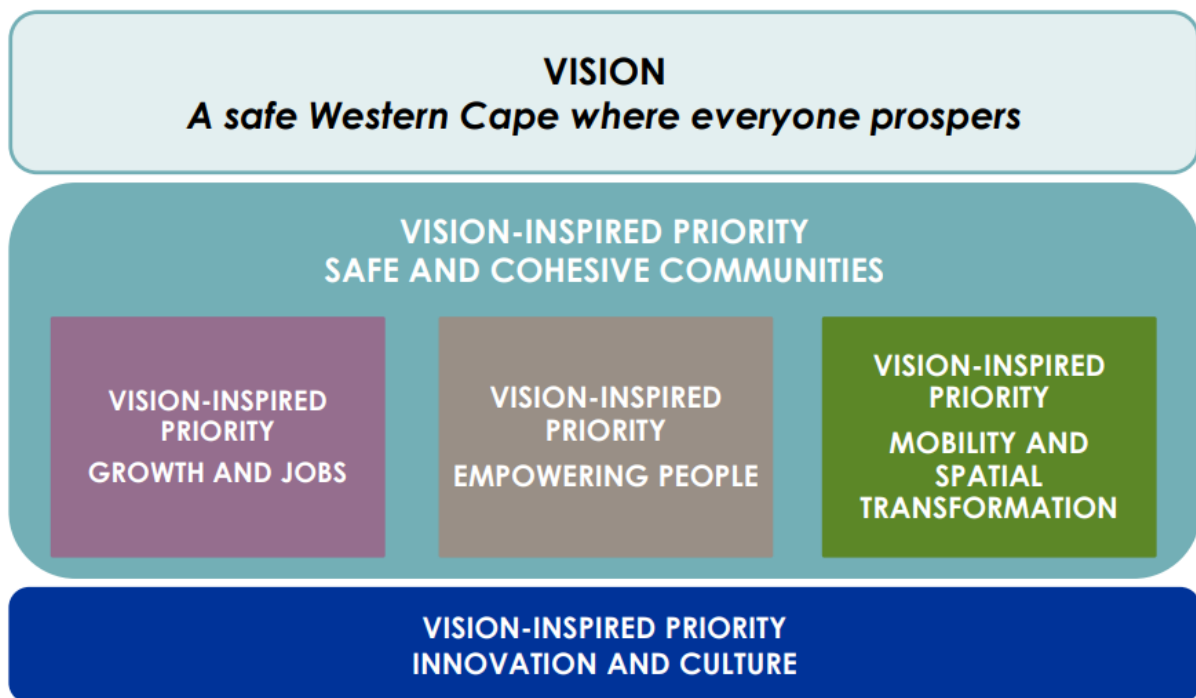 VISION
A safe Western Cape where everyone prospers
VISION-INSPIRED PRIORITY
SAFE AND COHESIVE COMMUNITIES
VISION-INSPIRED
PRIORITY
GROWTH AND JOBS
VISION-INSPIRED
PRIORITY
EMPOWERING PEOPLE
VISION-INSPIRED
PRIORITY
MOBILITY AND
SPATIAL
TRANSFORMATION
VISION-INSPIRED PRIORITY
INNOVATION AND CULTURE